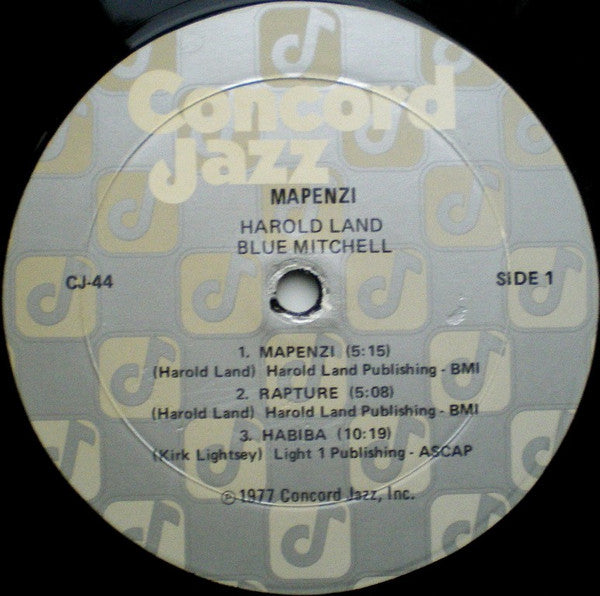 Concord
Jazz
MAPENZI
HAROLD LAND
BLUE MITCHELL
CJ-44
SIDE 1
1. MAPENZI (5:15)
(Harold Land) Harold Land Publishing - BMI
2. RAPTURE (5:08)
(Harold Land) Harold Land Publishing - BMI
3. HABIBA (10:19)
(Kirk Lightsey) Light 1 Publishing - ASCAP
℗ 1977 Concord Jazz, Inc.